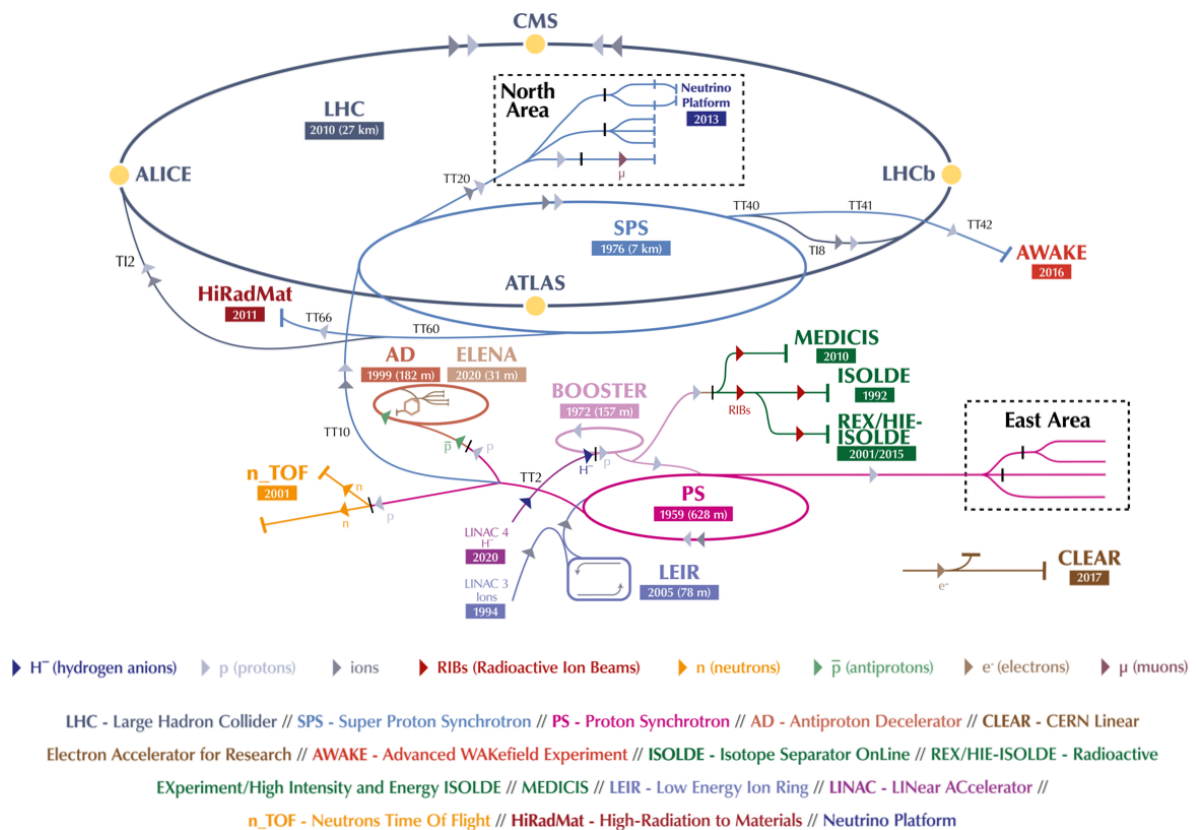 CMS
North
Area
Neutrino
Platform
2013
LHC
2010 (27 km)
μ
ALICE
LHCb
TT20
TT40
TT41
TT42
SPS
1976 (7 km)
TI8
AWAKE
2016
TI2
ATLAS
HiRadMat
2011
TT66
TT60
MEDICIS
2010
AD
1999 (182 m)
ELENA
2020 (31 m)
BOOSTER
1972 (157 m)
ISOLDE
1992
RIBs
REX/HIE-
ISOLDE
2001/2015
East Area
TT10
p̅
p
H⁻
p
n_TOF
2001
n
n
p
TT2
PS
1959 (628 m)
LINAC 4
H⁻
2020
LINAC 3
Ions
1994
LEIR
2005 (78 m)
CLEAR
2017
e⁻
H⁻ (hydrogen anions)
p (protons)
ions
RIBs (Radioactive Ion Beams)
n (neutrons)
p̅ (antiprotons)
e⁻ (electrons)
μ (muons)
LHC - Large Hadron Collider // SPS - Super Proton Synchrotron // PS - Proton Synchrotron // AD - Antiproton Decelerator // CLEAR - CERN Linear
Electron Accelerator for Research // AWAKE - Advanced WAKefield Experiment // ISOLDE - Isotope Separator OnLine // REX/HIE-ISOLDE - Radioactive
EXperiment/High Intensity and Energy ISOLDE // MEDICIS // LEIR - Low Energy Ion Ring // LINAC - LINear ACcelerator //
n_TOF - Neutrons Time Of Flight // HiRadMat - High-Radiation to Materials // Neutrino Platform